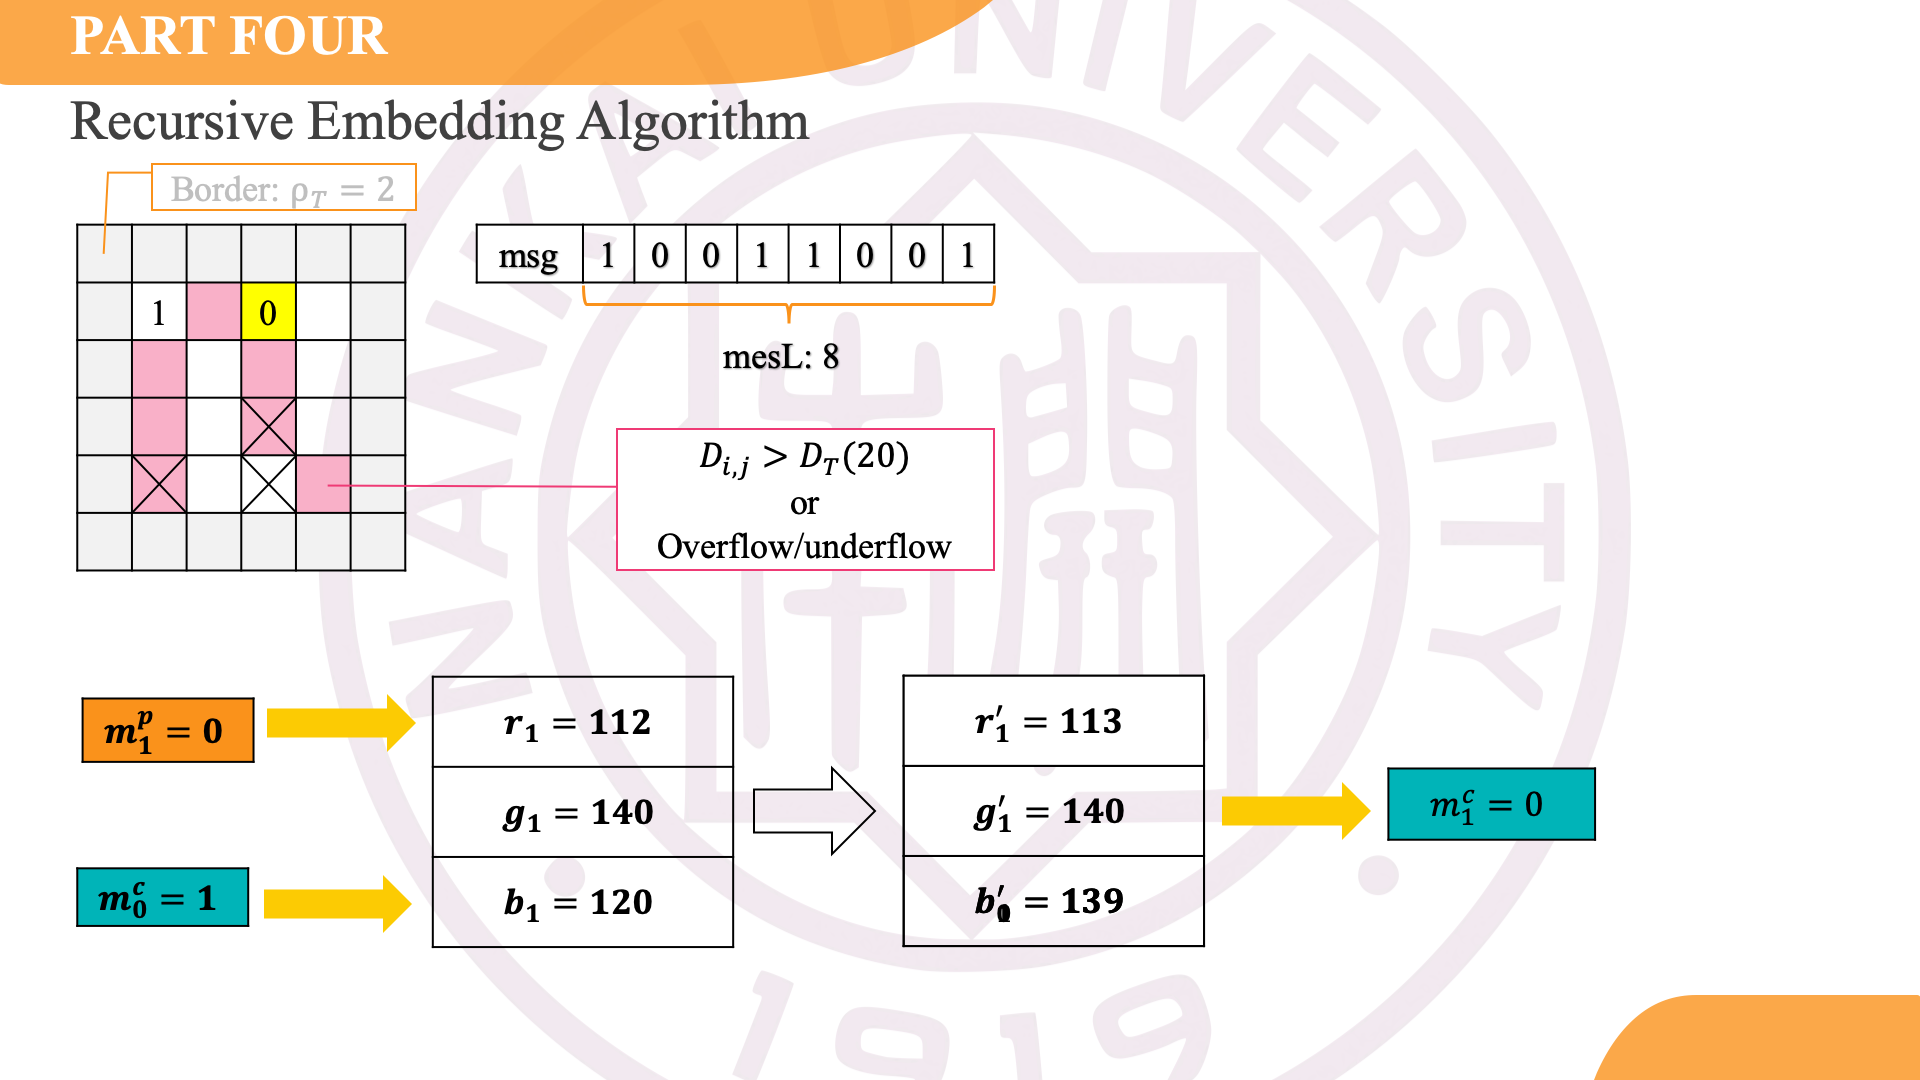 PART FOUR
Recursive Embedding Algorithm
Border: ρ_T = 2
msg 1 0 0 1 1 0 0 1
1 0
mesL: 8
D_{i,j} > D_T(20)
or
Overflow/underflow
m_1^p = 0
r_1 = 112
g_1 = 140
b_1 = 120
m_0^c = 1
r_1' = 113
g_1' = 140
= 139
m_1^c = 0
NANKAI UNIVERSITY
1919